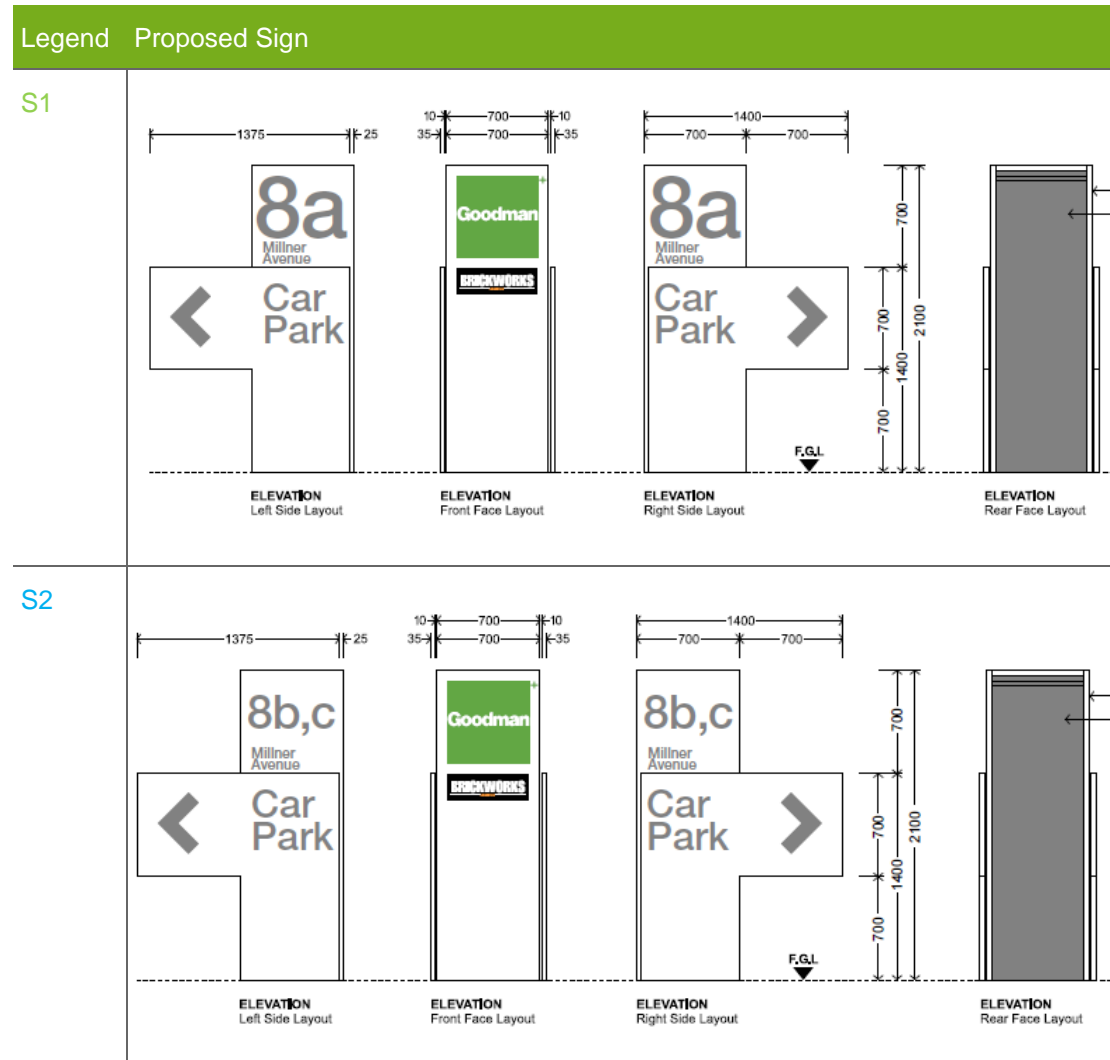 Legend Proposed Sign
S1
10 700 10
1400
1375 25 35 700 35 700 700
8a
Millner
Avenue
Car
Park
Goodman
BRICKWORKS
8a
Millner
Avenue
Car
Park
700
700
2100
1400
700
F.G.L
ELEVATION
Left Side Layout
ELEVATION
Front Face Layout
ELEVATION
Right Side Layout
ELEVATION
Rear Face Layout
S2
10 700 10
1400
1375 25 35 700 35 700 700
8b,c
Millner
Avenue
Car
Park
Goodman
BRICKWORKS
8b,c
Millner
Avenue
Car
Park
700
700
2100
1400
700
F.G.L
ELEVATION
Left Side Layout
ELEVATION
Front Face Layout
ELEVATION
Right Side Layout
ELEVATION
Rear Face Layout